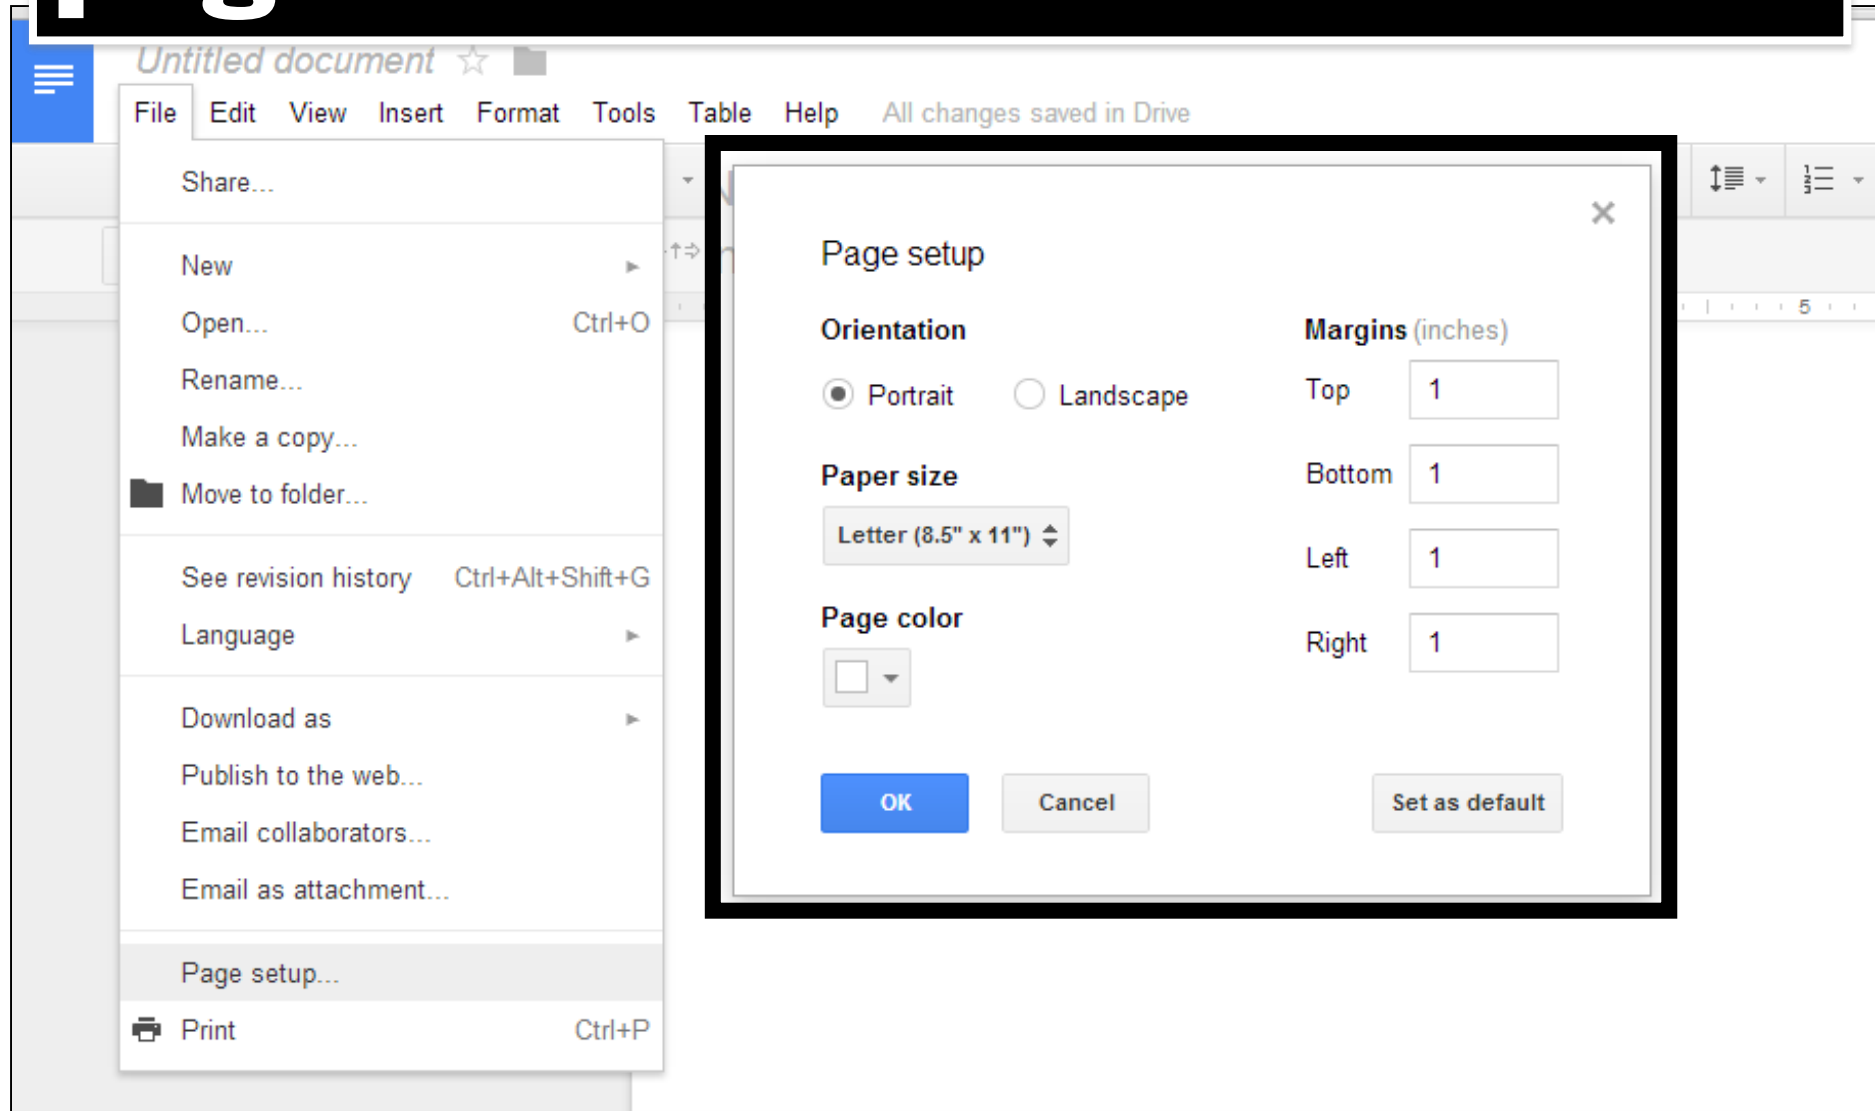 Untitled document
File Edit View Insert Format Tools Table Help All changes saved in Drive
Share...
New
Open... Ctrl+O
Rename...
Make a copy...
Move to folder...
See revision history Ctrl+Alt+Shift+G
Language
Download as
Publish to the web...
Email collaborators...
Email as attachment...
Page setup...
Print Ctrl+P
Page setup
Orientation
Portrait Landscape
Paper size
Letter (8.5" x 11")
Page color
Margins (inches)
Top 1
Bottom 1
Left 1
Right 1
OK Cancel Set as default
5